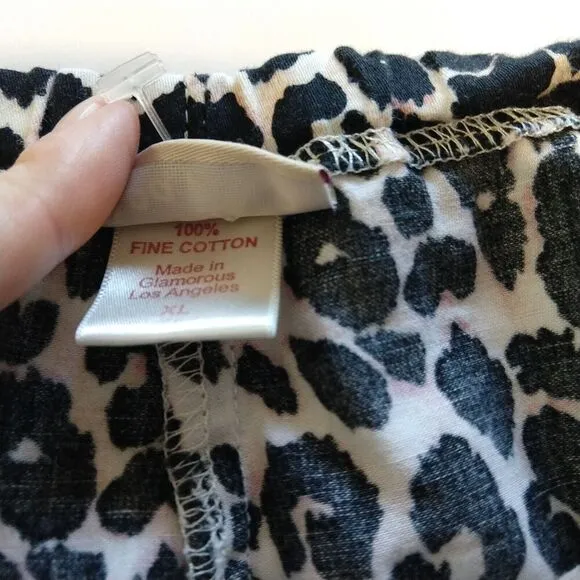 100%
FINE COTTON
Made in
Glamorous
Los Angeles
XL